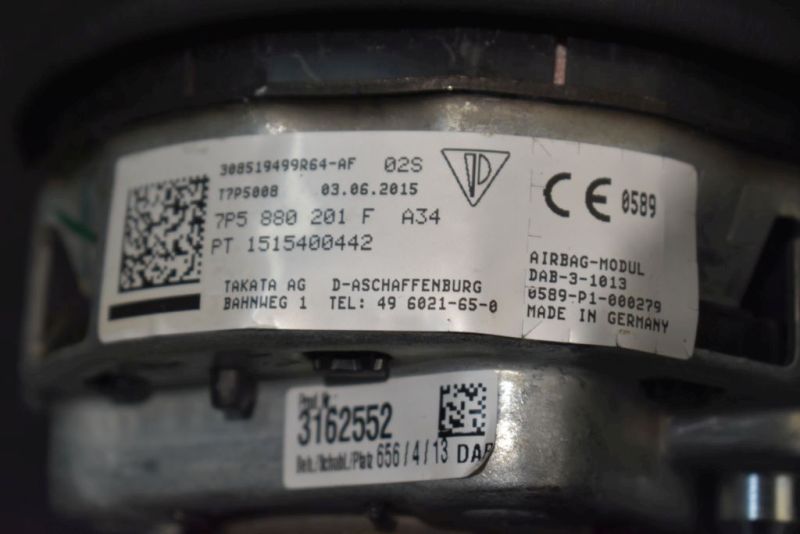 308519499R64-AF 02S
T7P5008 03.06.2015
7P5 880 201 F A34
PT 1515400442
TAKATA AG D-ASCHAFFENBURG
BAHNWEG 1 TEL: 49 6021-65-0
CE 0589
AIRBAG-MODUL
DAB-3-1013
0589-P1-000279
MADE IN GERMANY
3162552
656/4/13 DAB